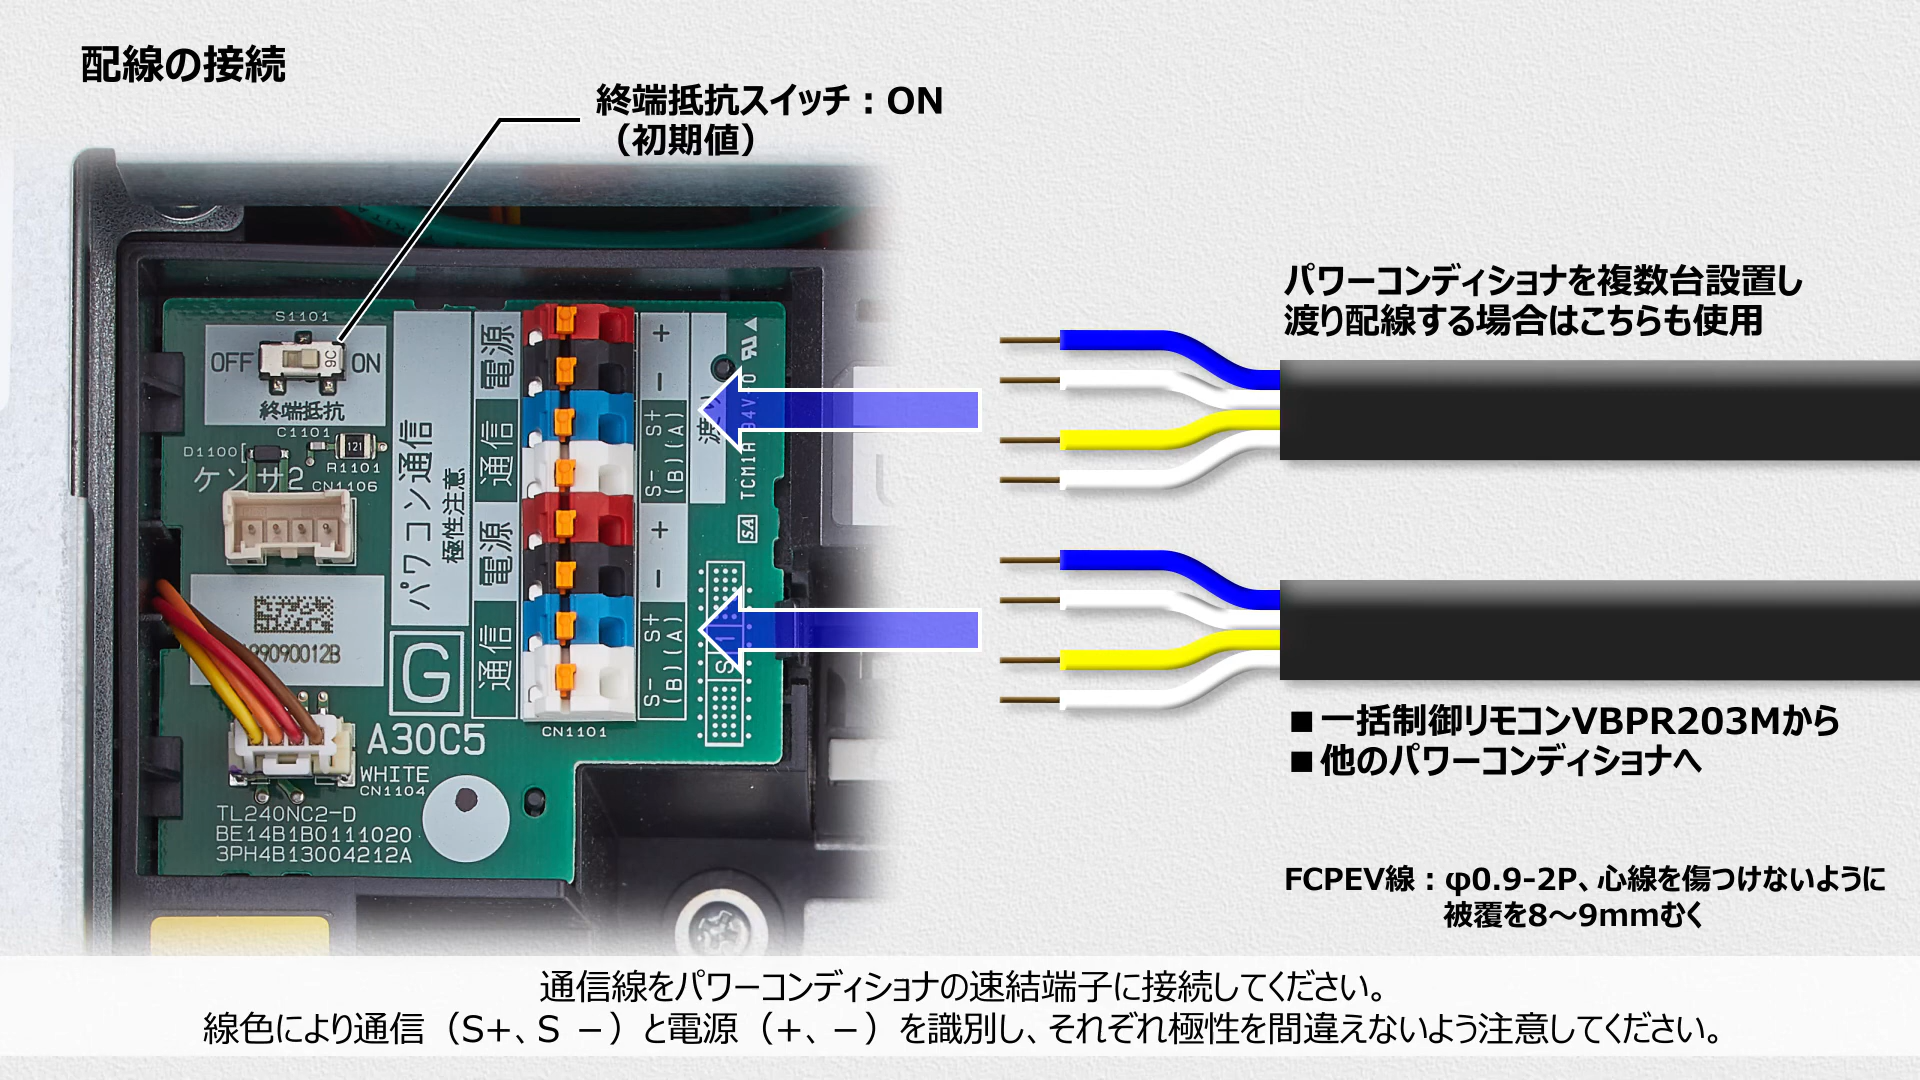 配線の接続
終端抵抗スイッチ：ON
（初期値）
S1101
OFF
ON
終端抵抗
C1101
D1100
121
R1101
ケンサ2
CN1106
パワコン通信
極性注意
電源
通信
電源
通信
+
−
S+
(A)
S-
(B)
+
−
S+
(A)
S-
(B)
TCM1A 94V-0
99090012B
G
A30C5
CN1101
WHITE
CN1104
TL240NC2-D
BE14B1B0111020
3PH4B13004212A
パワーコンディショナを複数台設置し
渡り配線する場合はこちらも使用
■ 一括制御リモコンVBPR203Mから
■ 他のパワーコンディショナへ
FCPEV線：φ0.9-2P、心線を傷つけないように
被覆を8～9mmむく
通信線をパワーコンディショナの速結端子に接続してください。
線色により通信（S+、S −）と電源（+、−）を識別し、それぞれ極性を間違えないよう注意してください。